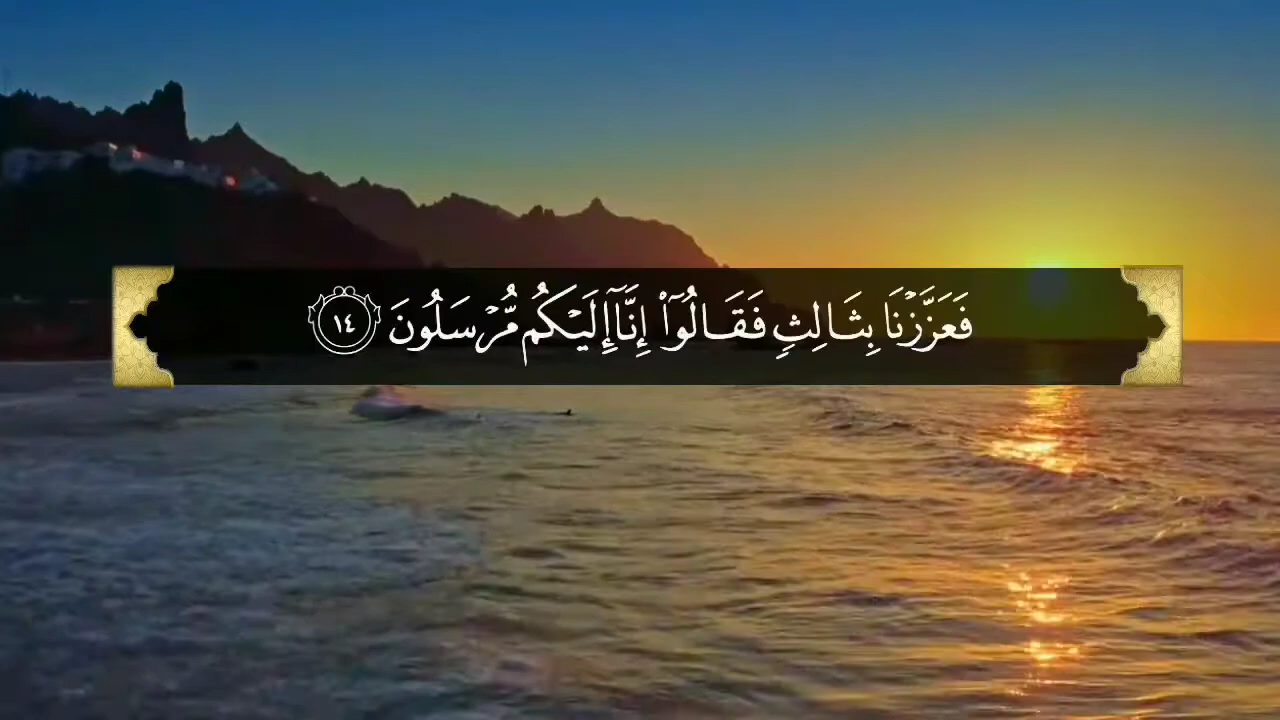 فَعَزَّزْنَا بِثَالِثٍ فَقَالُوٓا۟ إِنَّآ إِلَيْكُم مُّرْسَلُونَ ١٤